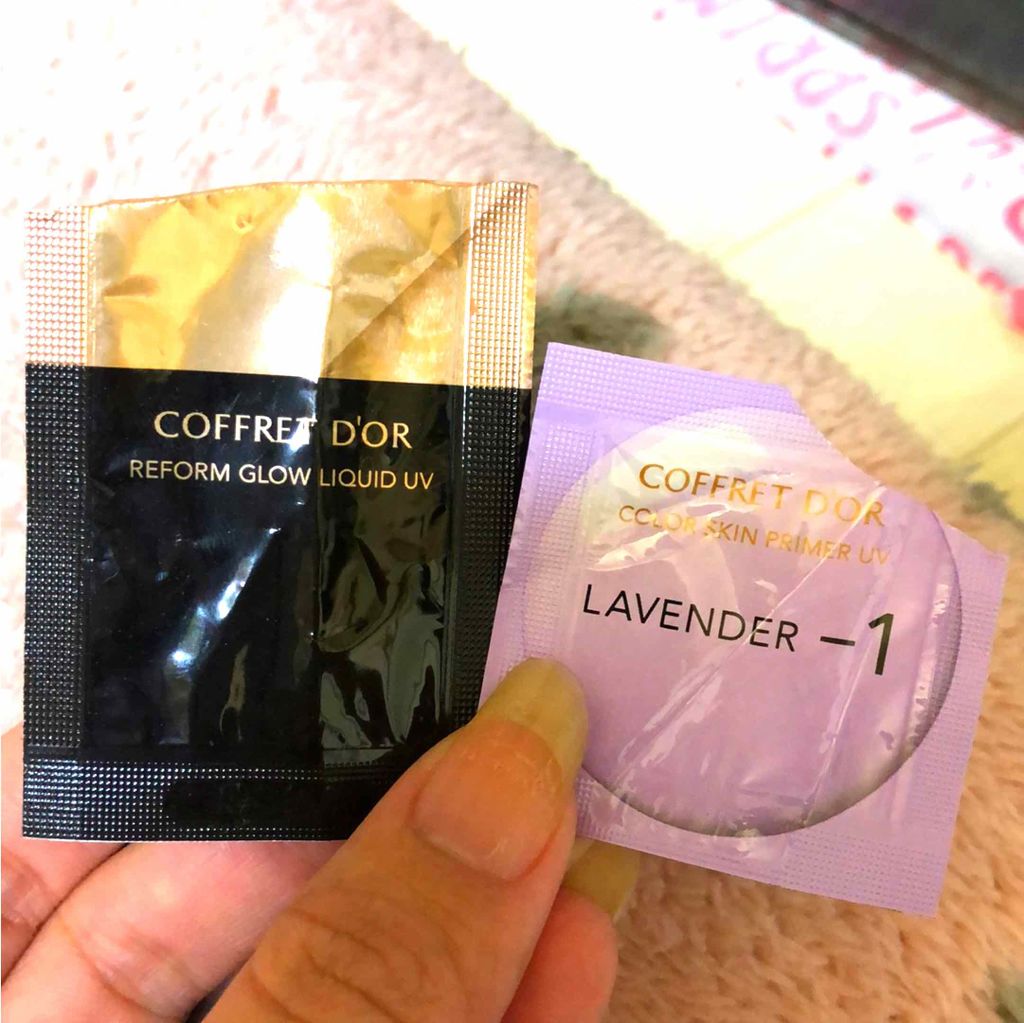 COFFRET D'OR
REFORM GLOW LIQUID UV
COFFRET D'OR
COLOR SKIN PRIMER UV
LAVENDER –1